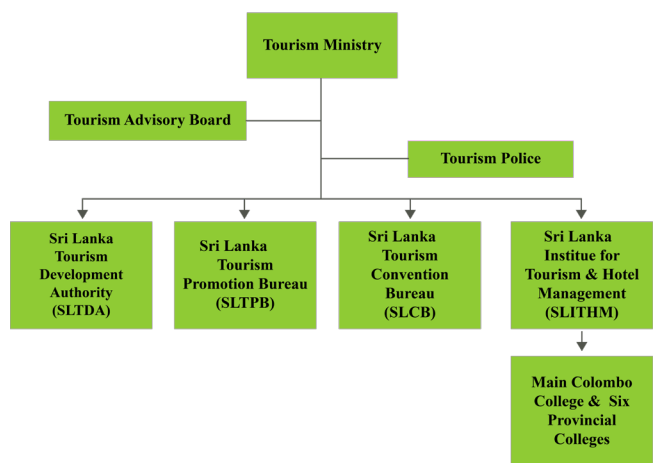 Tourism Ministry
Tourism Advisory Board
Tourism Police
Sri Lanka
Tourism
Development
Authority
(SLTDA)
Sri Lanka
Tourism
Promotion Bureau
(SLTPB)
Sri Lanka
Tourism
Convention
Bureau
(SLCB)
Sri Lanka
Institue for
Tourism & Hotel
Management
(SLITHM)
Main Colombo
College & Six
Provincial
Colleges